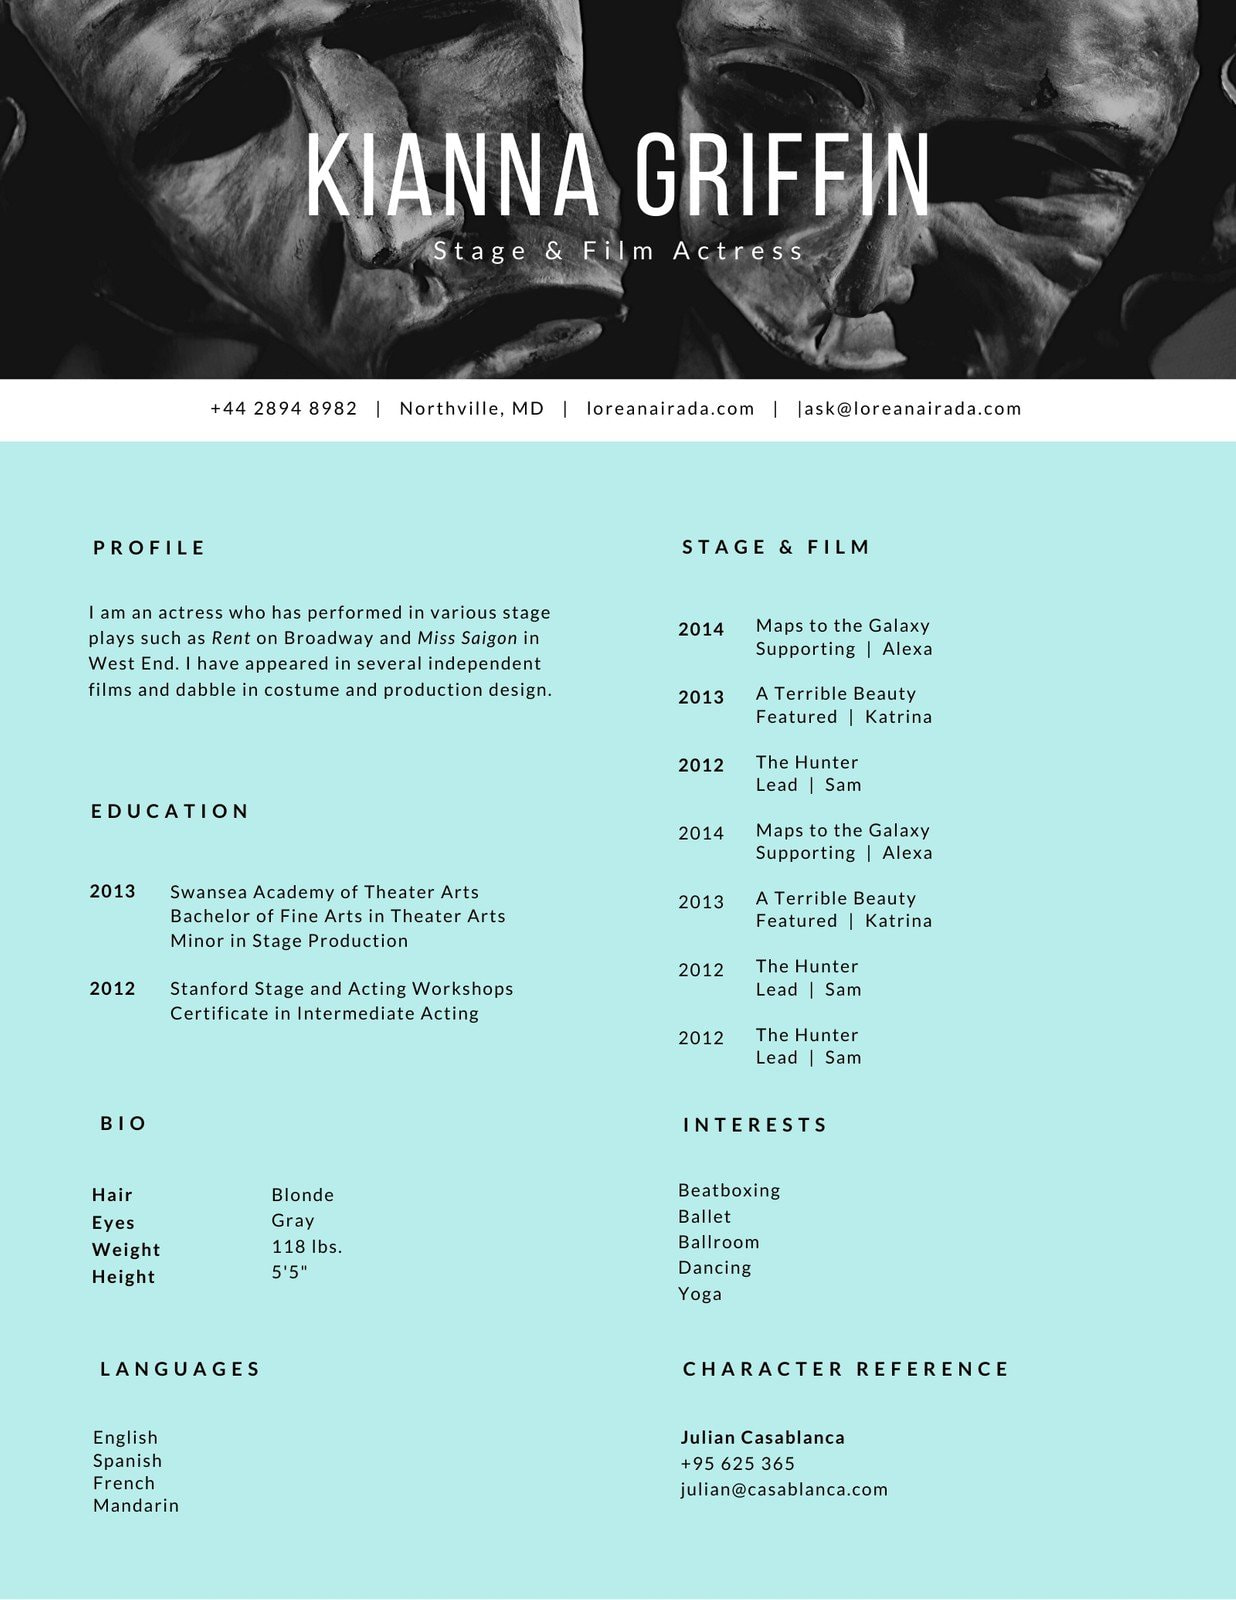 KIANNA GRIFFIN
Stage & Film Actress
+44 2894 8982 | Northville, MD | loreanairada.com | |ask@loreanairada.com
PROFILE
I am an actress who has performed in various stage
plays such as Rent on Broadway and Miss Saigon in
West End. I have appeared in several independent
films and dabble in costume and production design.
EDUCATION
2013 Swansea Academy of Theater Arts
Bachelor of Fine Arts in Theater Arts
Minor in Stage Production
2012 Stanford Stage and Acting Workshops
Certificate in Intermediate Acting
BIO
Hair Blonde
Eyes Gray
Weight 118 lbs.
Height 5'5"
LANGUAGES
English
Spanish
French
Mandarin
STAGE & FILM
2014 Maps to the Galaxy
Supporting | Alexa
2013 A Terrible Beauty
Featured | Katrina
2012 The Hunter
Lead | Sam
2014 Maps to the Galaxy
Supporting | Alexa
2013 A Terrible Beauty
Featured | Katrina
2012 The Hunter
Lead | Sam
2012 The Hunter
Lead | Sam
INTERESTS
Beatboxing
Ballet
Ballroom
Dancing
Yoga
CHARACTER REFERENCE
Julian Casablanca
+95 625 365
julian@casablanca.com